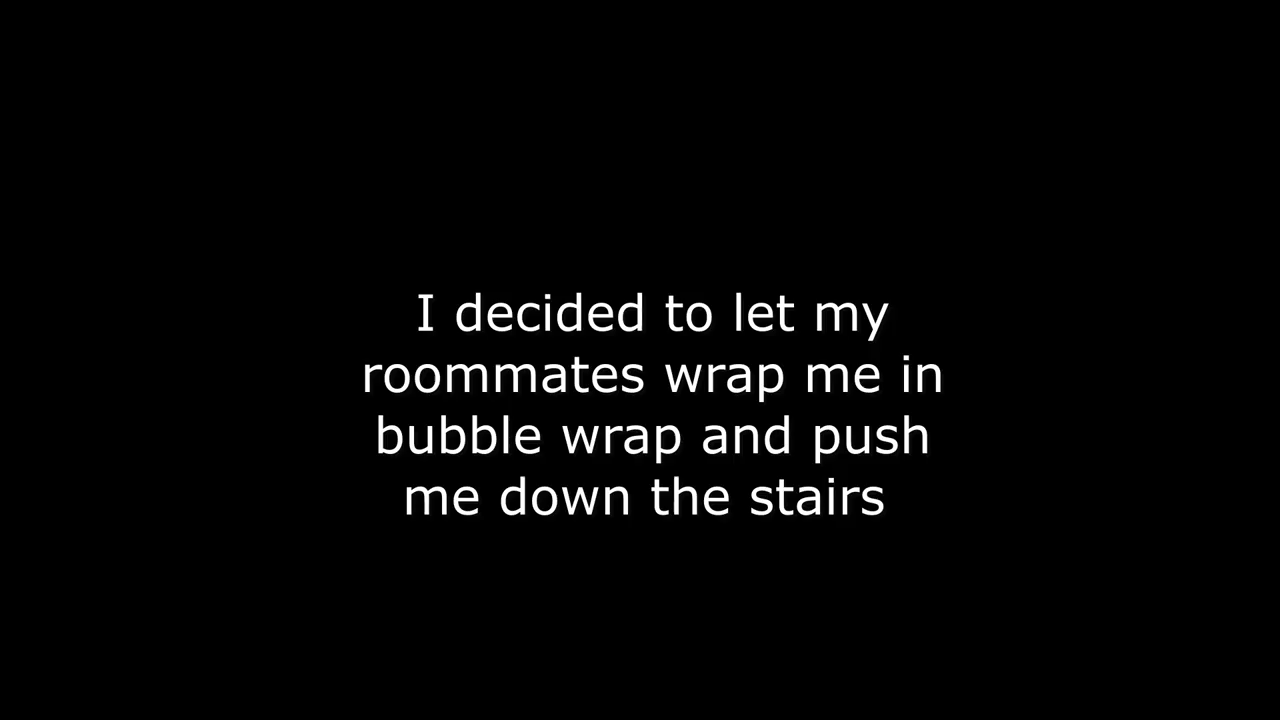 I decided to let my
roommates wrap me in
bubble wrap and push
me down the stairs